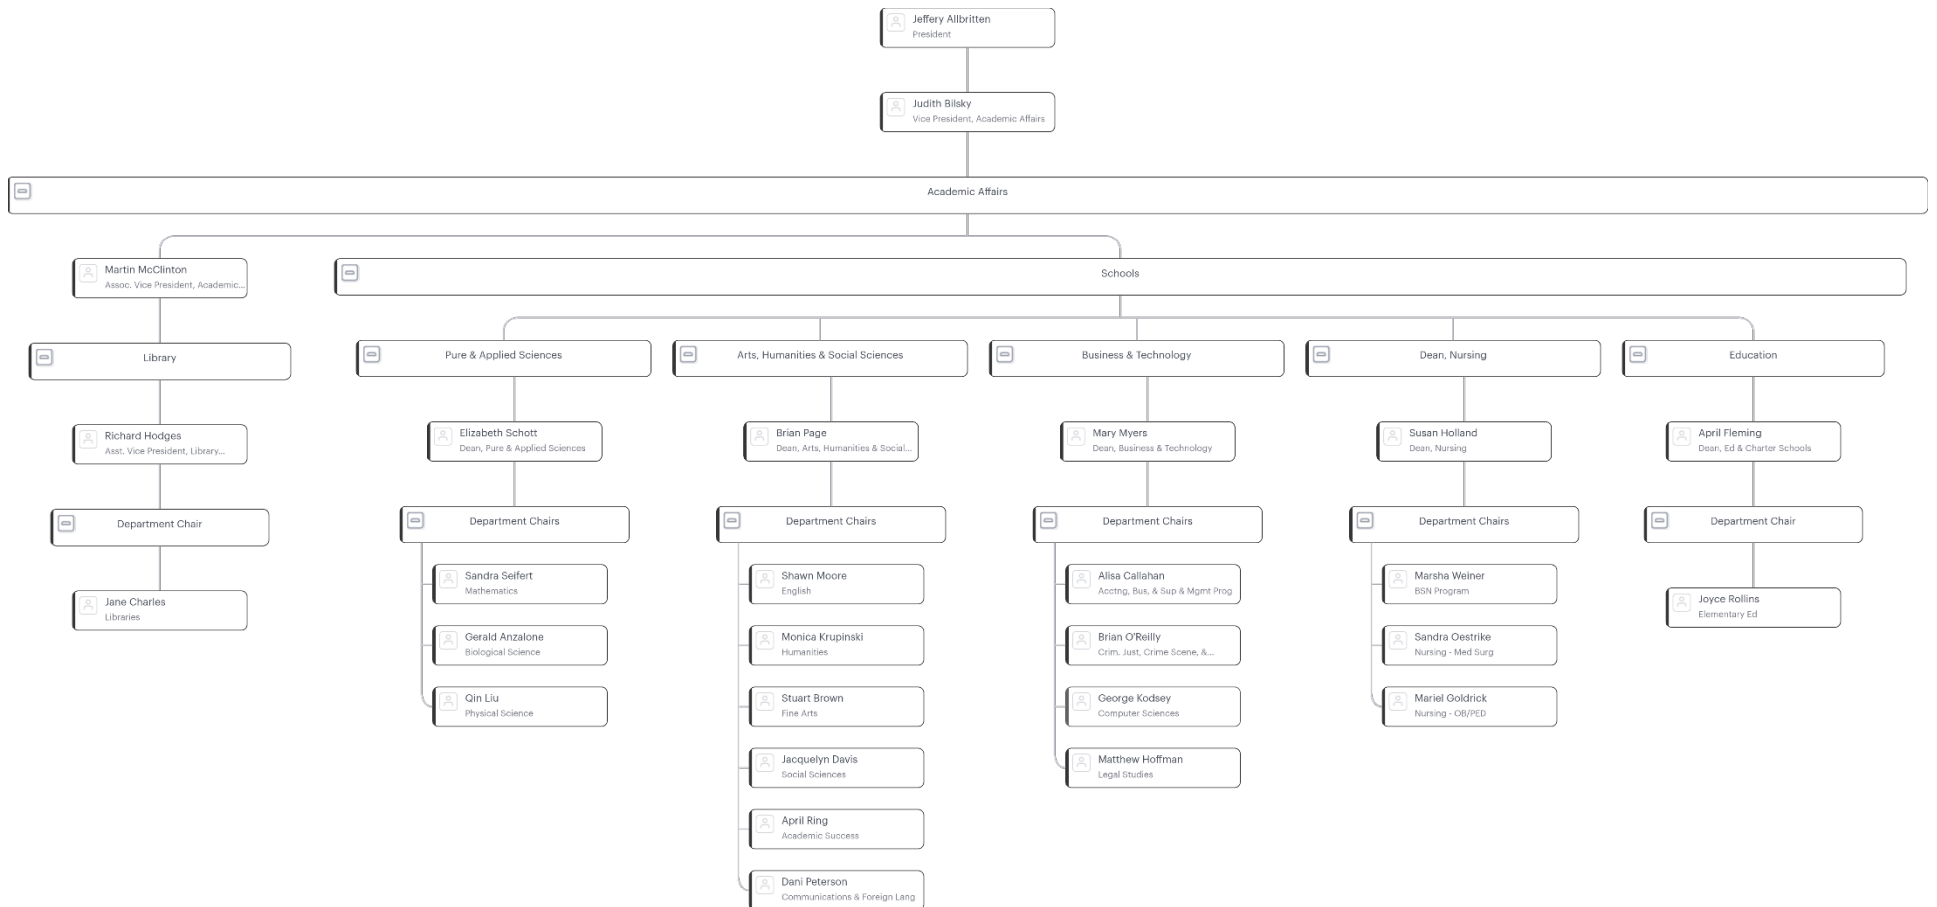 Jeffery Allbritten
President
Judith Bilsky
Vice President, Academic Affairs
Academic Affairs
Martin McClinton
Assoc. Vice President, Academic...
Library
Richard Hodges
Asst. Vice President, Library...
Department Chair
Jane Charles
Libraries
Schools
Pure & Applied Sciences
Elizabeth Schott
Dean, Pure & Applied Sciences
Department Chairs
Sandra Seifert
Mathematics
Gerald Anzalone
Biological Science
Qin Liu
Physical Science
Arts, Humanities & Social Sciences
Brian Page
Dean, Arts, Humanities & Social...
Department Chairs
Shawn Moore
English
Monica Krupinski
Humanities
Stuart Brown
Fine Arts
Jacquelyn Davis
Social Sciences
April Ring
Academic Success
Dani Peterson
Communications & Foreign Lang
Business & Technology
Mary Myers
Dean, Business & Technology
Department Chairs
Alisa Callahan
Acctng, Bus, & Sup & Mgmt Prog
Brian O'Reilly
Crim. Just, Crime Scene, &...
George Kodsey
Computer Sciences
Matthew Hoffman
Legal Studies
Dean, Nursing
Susan Holland
Dean, Nursing
Department Chairs
Marsha Weiner
BSN Program
Sandra Oestrike
Nursing - Med Surg
Mariel Goldrick
Nursing - OB/PED
Education
April Fleming
Dean, Ed & Charter Schools
Department Chair
Joyce Rollins
Elementary Ed